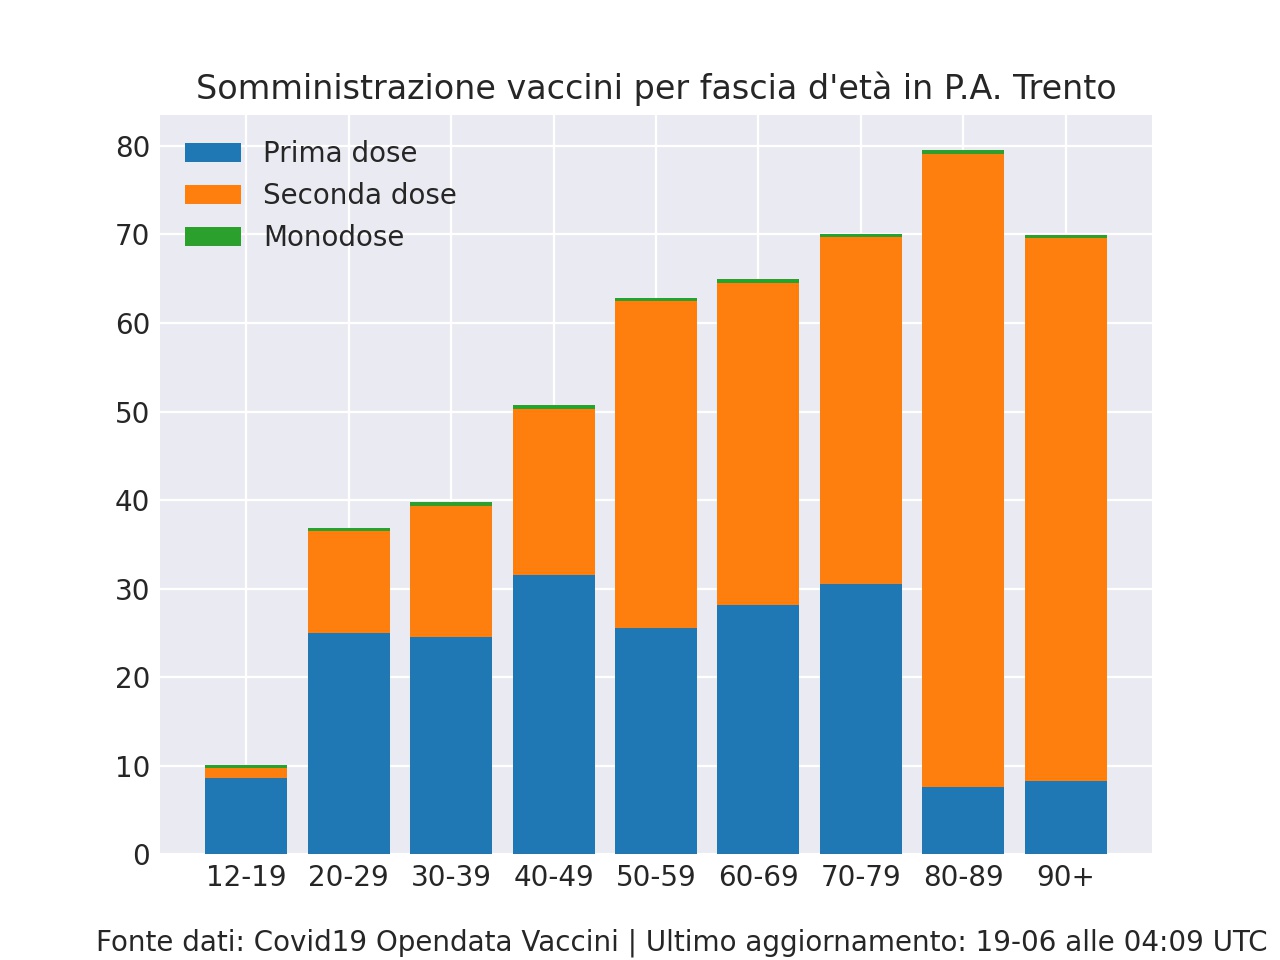 Somministrazione vaccini per fascia d'età in P.A. Trento
80
70
60
50
40
30
20
10
0
Prima dose
Seconda dose
Monodose
12-19 20-29 30-39 40-49 50-59 60-69 70-79 80-89 90+
Fonte dati: Covid19 Opendata Vaccini | Ultimo aggiornamento: 19-06 alle 04:09 UTC